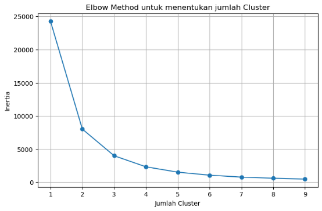 Elbow Method untuk menentukan jumlah Cluster
25000
20000
15000
10000
5000
0
Inertia
1 2 3 4 5 6 7 8 9
Jumlah Cluster